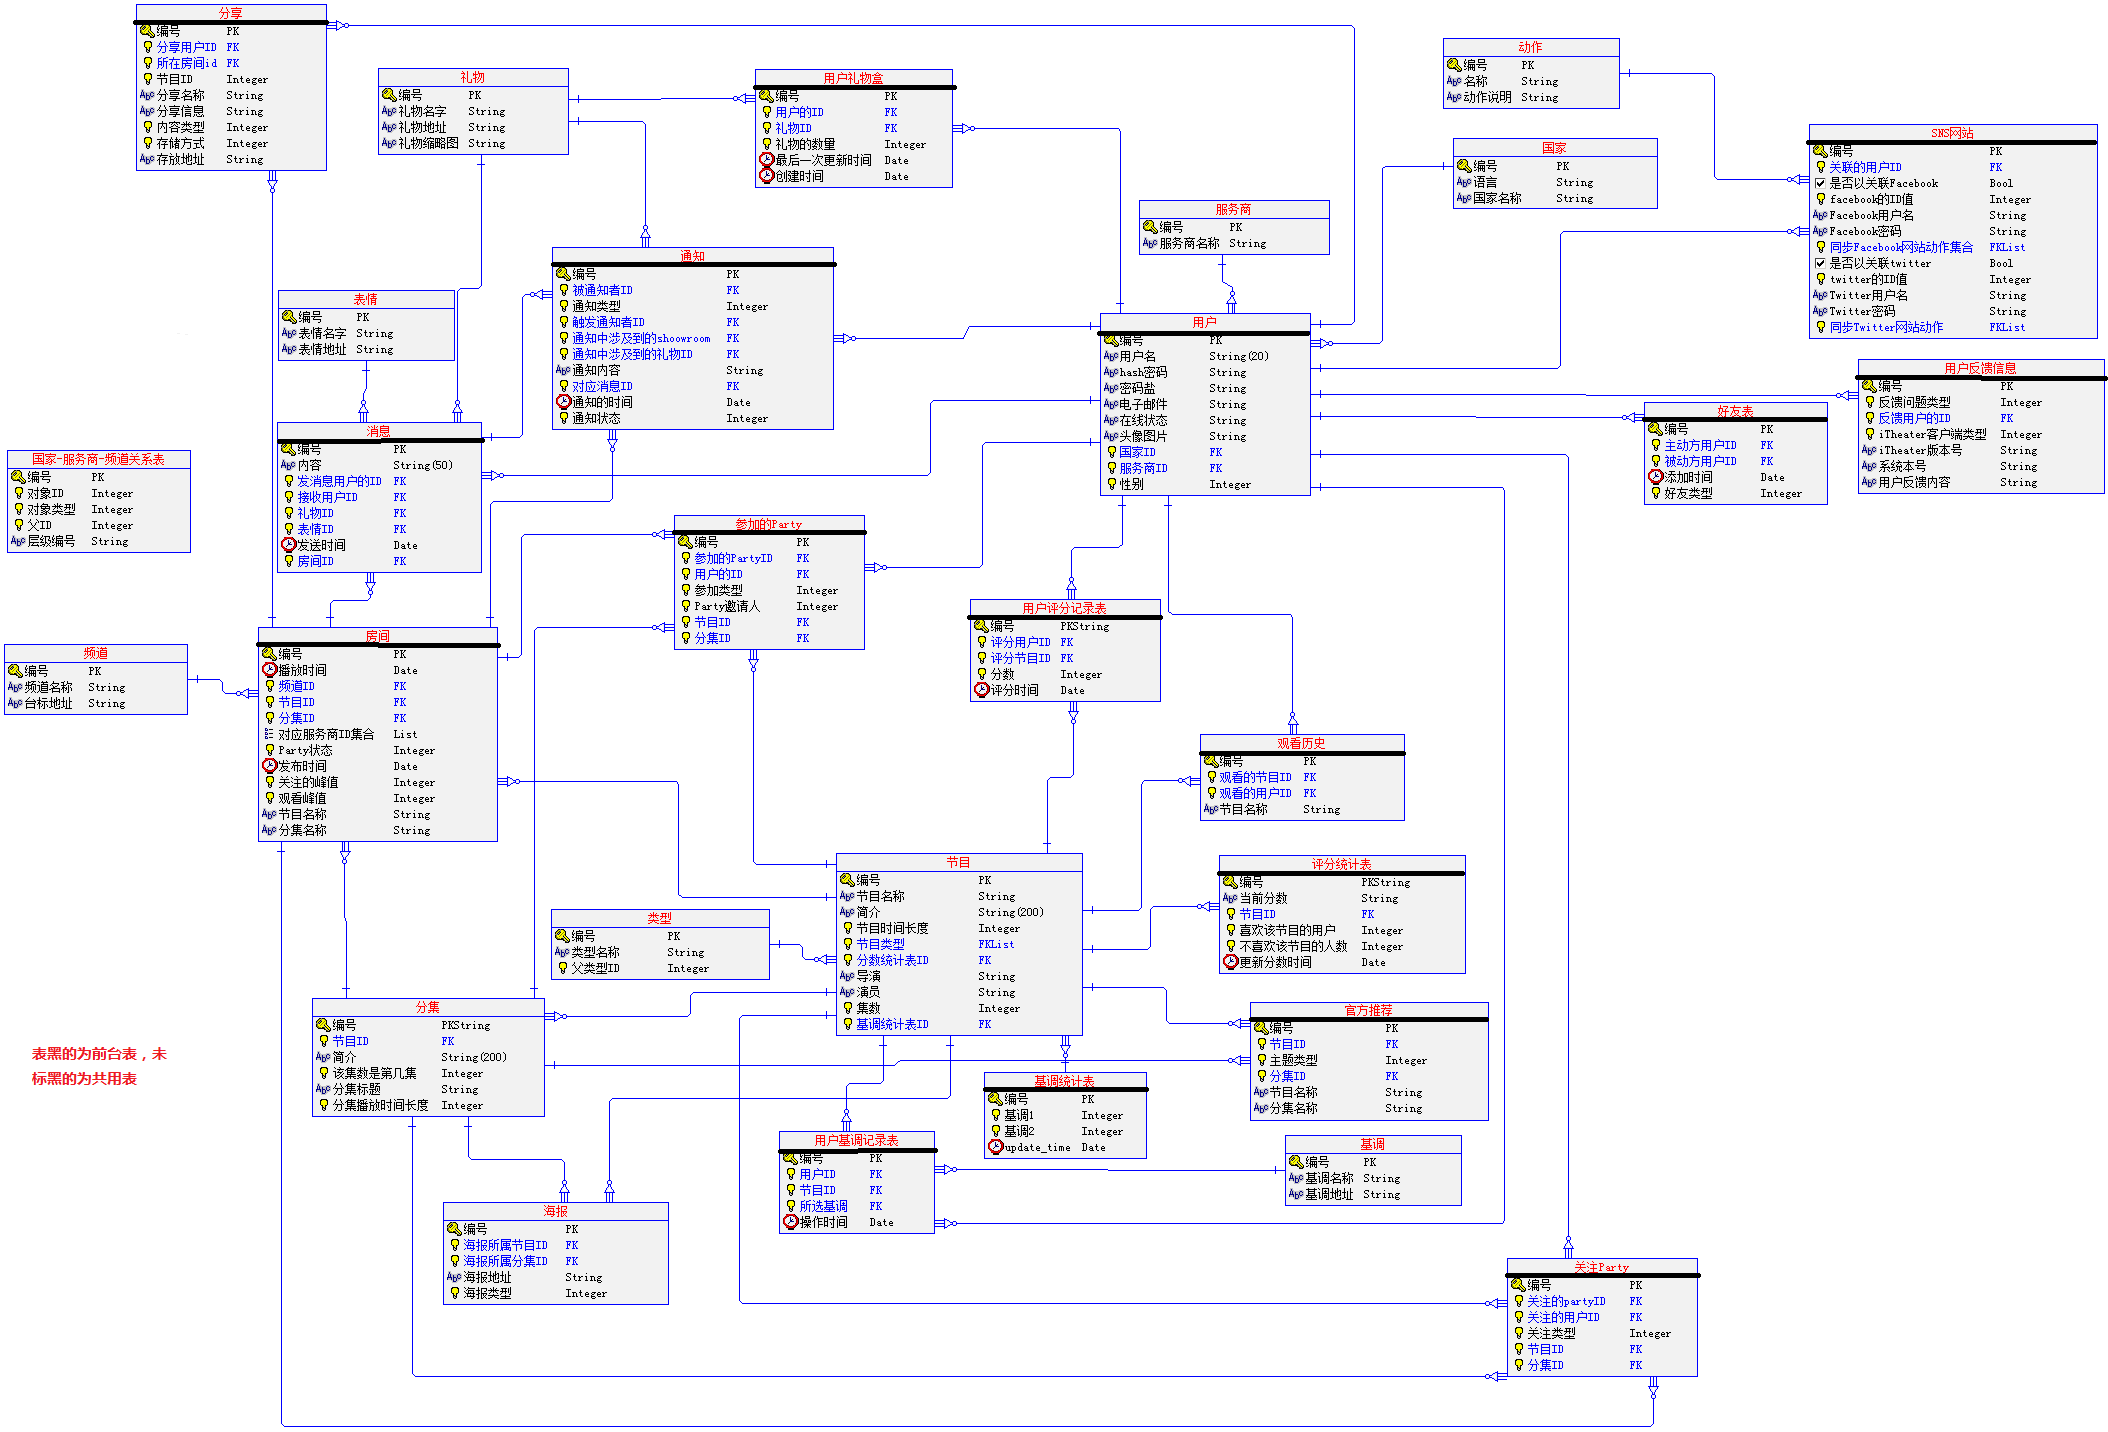 分享
编号 PK
分享用户ID FK
所在房间id FK
节目ID Integer
分享名称 String
分享信息 String
内容类型 Integer
存储方式 Integer
存放地址 String
礼物
编号 PK
礼物名字 String
礼物地址 String
礼物缩略图 String
用户礼物盒
编号 PK
用户的ID FK
礼物ID FK
礼物的数量 Integer
最后一次更新时间 Date
创建时间 Date
动作
编号 PK
名称 String
动作说明 String
国家
编号 PK
语言 String
国家名称 String
SNS网站
编号 PK
关联的用户ID FK
是否以关联Facebook Bool
facebook的ID值 Integer
Facebook用户名 String
Facebook密码 String
同步Facebook网站动作集合 FKList
是否以关联twitter Bool
twitter的ID值 Integer
Twitter用户名 String
Twitter密码 String
同步Twitter网站动作 FKList
服务商
编号 PK
服务商名称 String
通知
编号 PK
被通知者ID FK
通知类型 Integer
触发通知者ID FK
通知中涉及到的shoowroom FK
通知中涉及到的礼物ID FK
通知内容 String
对应消息ID FK
通知的时间 Date
通知状态 Integer
表情
编号 PK
表情名字 String
表情地址 String
用户
编号 PK
用户名 String(20)
hash密码 String
密码盐 String
电子邮件 String
在线状态 String
头像图片 String
国家ID FK
服务商ID FK
性别 Integer
用户反馈信息
编号 PK
反馈问题类型 Integer
反馈用户的ID FK
iTheater客户端类型 Integer
iTheater版本号 String
系统本号 String
用户反馈内容 String
好友表
编号 PK
主动方用户ID FK
被动方用户ID FK
添加时间 Date
好友类型 Integer
消息
编号 PK
内容 String(50)
发消息用户的ID FK
接收用户ID FK
礼物ID FK
表情ID FK
发送时间 Date
房间ID FK
国家-服务商-频道关系表
编号 PK
对象ID Integer
对象类型 Integer
父ID Integer
层级编号 String
参加的Party
编号 PK
参加的PartyID FK
用户的ID FK
参加类型 Integer
Party邀请人 Integer
节目ID FK
分集ID FK
用户评分记录表
编号 PKString
评分用户ID FK
评分节目ID FK
分数 Integer
评分时间 Date
频道
编号 PK
频道名称 String
台标地址 String
房间
编号 PK
播放时间 Date
频道ID FK
节目ID FK
分集ID FK
对应服务商ID集合 List
Party状态 Integer
发布时间 Date
关注的峰值 Integer
观看峰值 Integer
节目名称 String
分集名称 String
观看历史
编号 PK
观看的节目ID FK
观看的用户ID FK
节目名称 String
节目
编号 PK
节目名称 String
简介 String(200)
节目时间长度 Integer
节目类型 FKList
分数统计表ID FK
导演 String
演员 String
集数 Integer
基调统计表ID FK
评分统计表
编号 PKString
当前分数 String
节目ID FK
喜欢该节目的用户 Integer
不喜欢该节目的人数 Integer
更新分数时间 Date
类型
编号 PK
类型名称 String
父类型ID Integer
分集
编号 PKString
节目ID FK
简介 String(200)
该集数是第几集 Integer
分集标题 String
分集播放时间长度 Integer
官方推荐
编号 PK
节目ID FK
主题类型 Integer
分集ID FK
节目名称 String
分集名称 String
表黑的为前台表，未
标黑的为共用表
基调统计表
编号 PK
基调1 Integer
基调2 Integer
update_time Date
用户基调记录表
编号 PK
用户ID FK
节目ID FK
所选基调 FK
操作时间 Date
基调
编号 PK
基调名称 String
基调地址 String
海报
编号 PK
海报所属节目ID FK
海报所属分集ID FK
海报地址 String
海报类型 Integer
关注Party
编号 PK
关注的partyID FK
关注的用户ID FK
关注类型 Integer
节目ID FK
分集ID FK